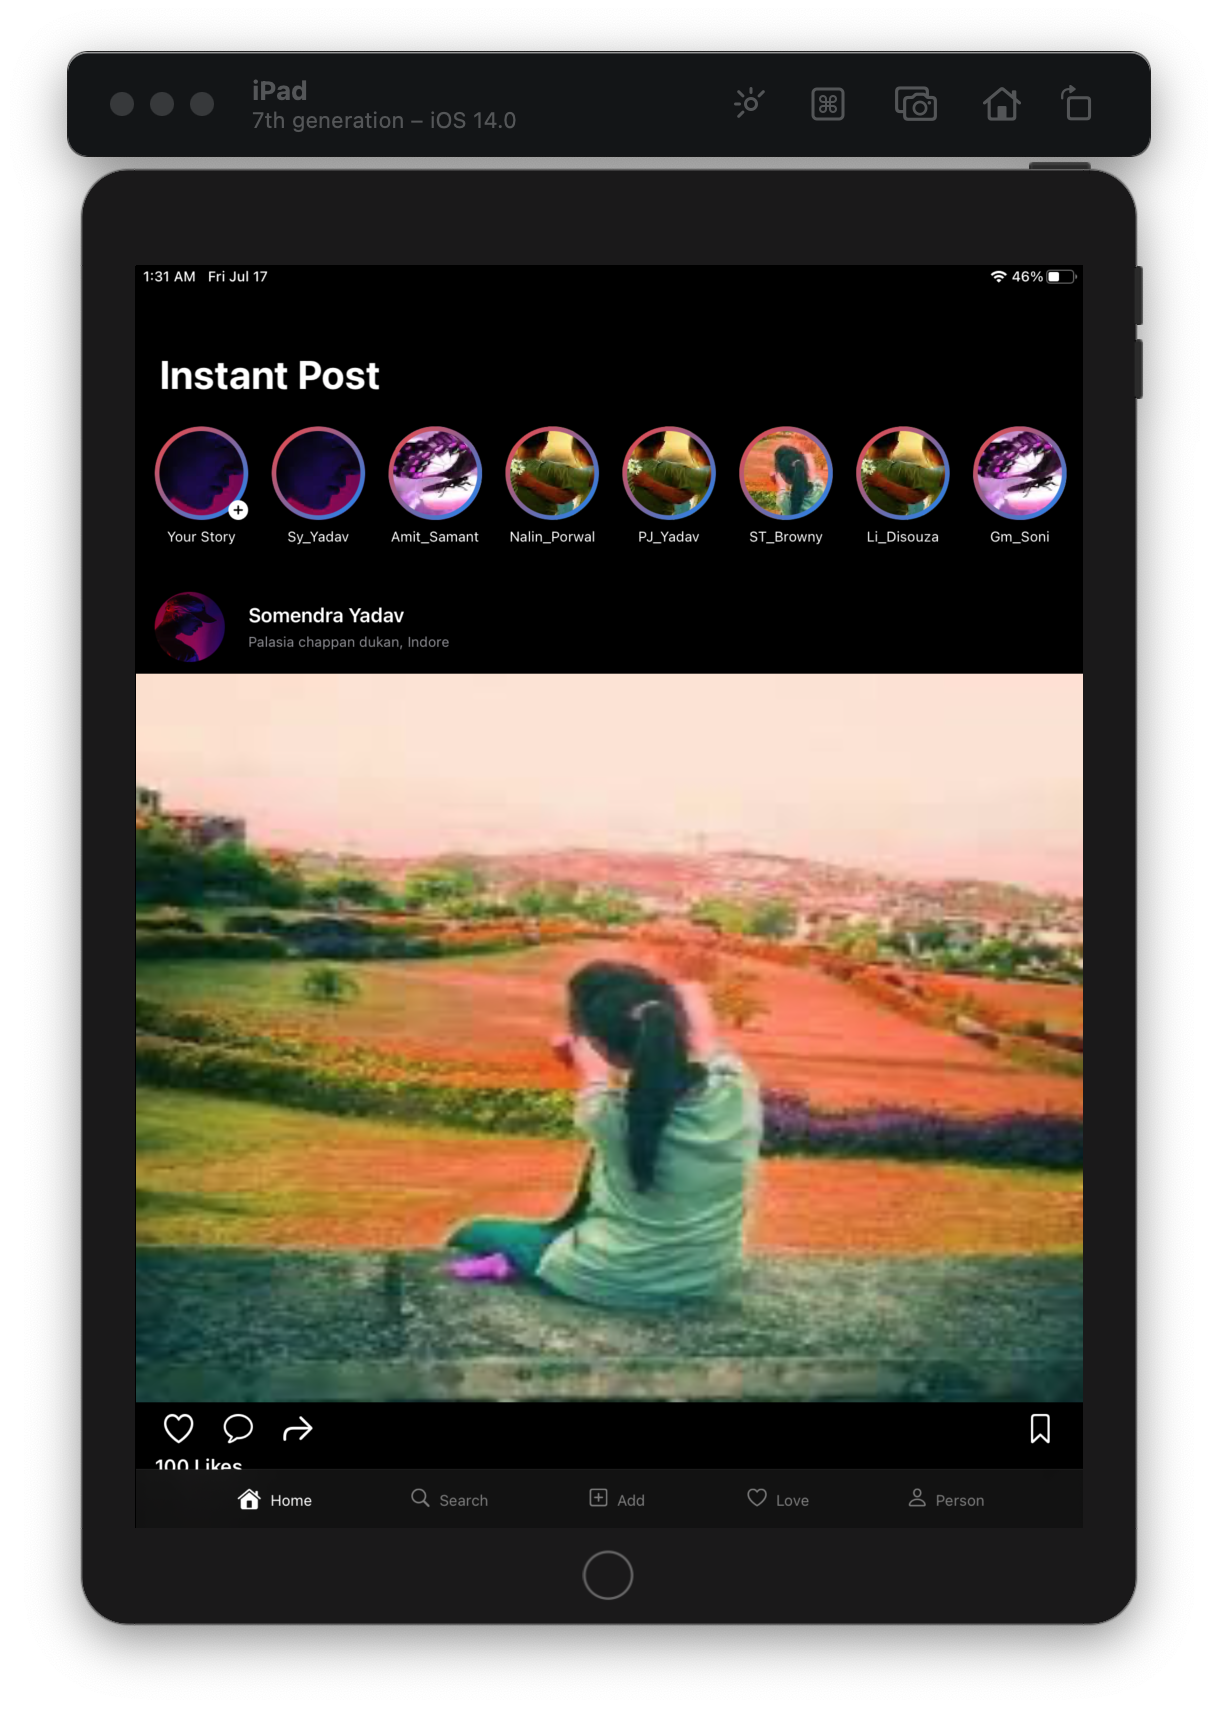 iPad
7th generation – iOS 14.0
1:31 AM Fri Jul 17
46%
Instant Post
Your Story Sy_Yadav Amit_Samant Nalin_Porwal PJ_Yadav ST_Browny Li_Disouza Gm_Soni
Somendra Yadav
Palasia chappan dukan, Indore
100 Likes
Home Search Add Love Person